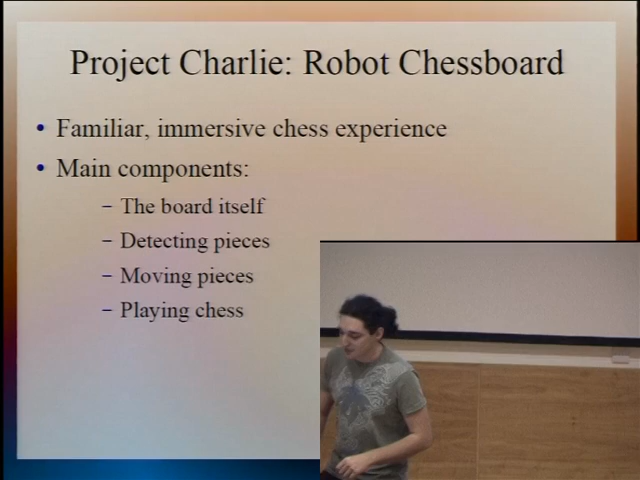 Project Charlie: Robot Chessboard
• Familiar, immersive chess experience
• Main components:
– The board itself
– Detecting pieces
– Moving pieces
– Playing chess